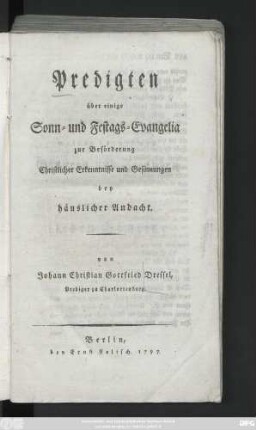 Predigten
über einige
Sonn- und Festags-Evangelia
zur Beförderung
Christlicher Erkenntnisse und Gesinnungen
bey
häuslicher Andacht.
von
Johann Christian Gottfried Dressel,
Prediger zu Charlottenburg.
Berlin,
bey Ernst Felisch. 1797.